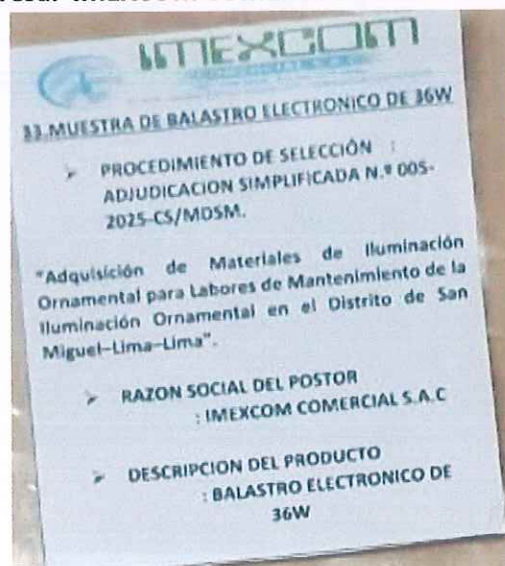 IMEXCOM
33.MUESTRA DE BALASTRO ELECTRONICO DE 36W
➢ PROCEDIMIENTO DE SELECCIÓN :
ADJUDICACION SIMPLIFICADA N.º 005-
2025-CS/MDSM.
"Adquisición de Materiales de Iluminación
Ornamental para Labores de Mantenimiento de la
Iluminación Ornamental en el Distrito de San
Miguel–Lima–Lima".
➢ RAZON SOCIAL DEL POSTOR
: IMEXCOM COMERCIAL S.A.C
➢ DESCRIPCION DEL PRODUCTO
: BALASTRO ELECTRONICO DE
36W